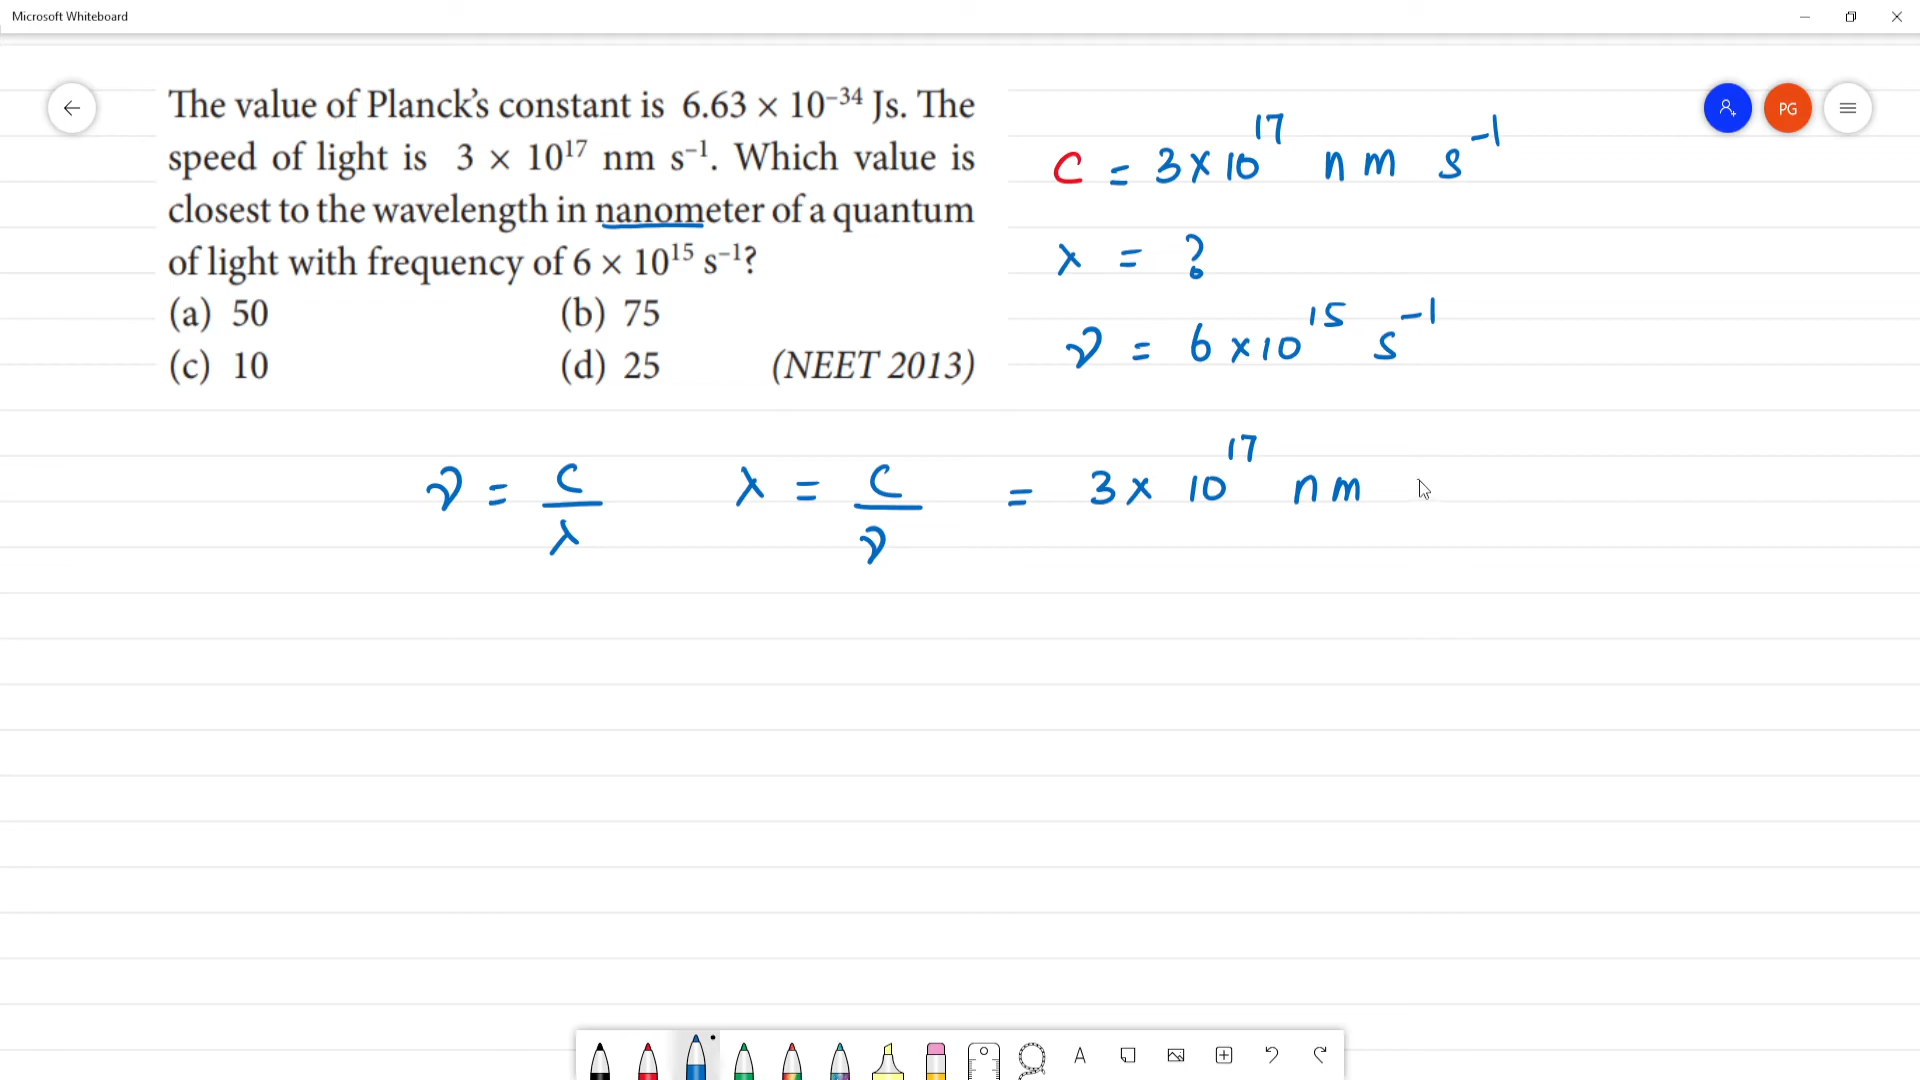 Microsoft Whiteboard
The value of Planck's constant is 6.63 × 10⁻³⁴ Js. The
speed of light is 3 × 10¹⁷ nm s⁻¹. Which value is
closest to the wavelength in nanometer of a quantum
of light with frequency of 6 × 10¹⁵ s⁻¹?
(a) 50 (b) 75
(c) 10 (d) 25 (NEET 2013)
PG
C = 3×10¹⁷ nm s⁻¹
λ = ?
ν = 6×10¹⁵ s⁻¹
ν = C/λ λ = C/ν = 3 × 10¹⁷ nm
A